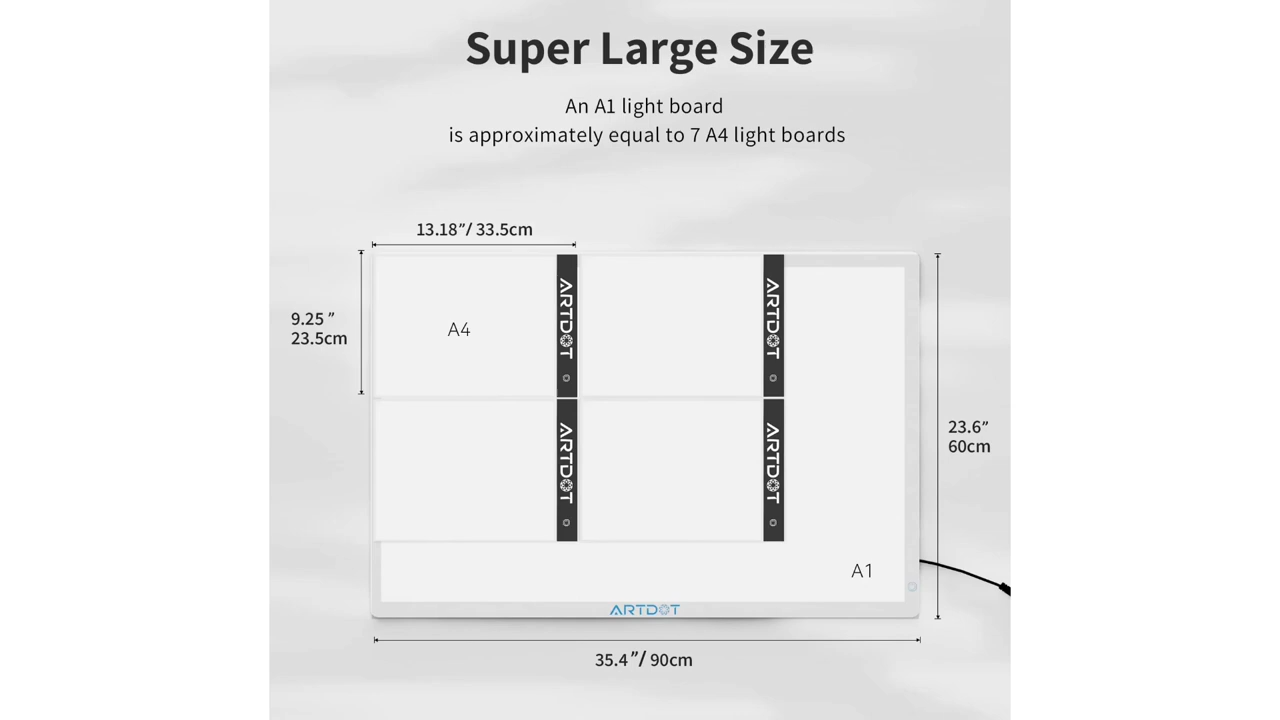 Super Large Size
An A1 light board
is approximately equal to 7 A4 light boards
13.18”/ 33.5cm
9.25 ”
23.5cm
A4
ARTDOT
ARTDOT
ARTDOT
ARTDOT
23.6”
60cm
A1
ARTDOT
35.4 ”/ 90cm